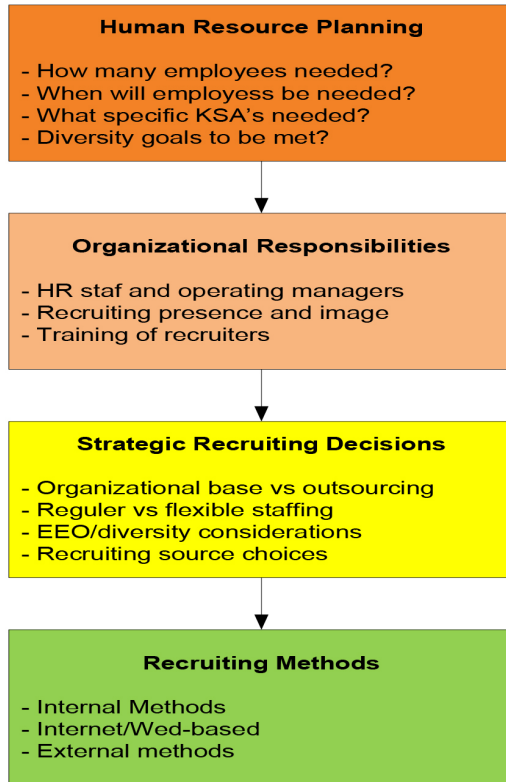 Human Resource Planning
- How many employees needed?
- When will employess be needed?
- What specific KSA's needed?
- Diversity goals to be met?
Organizational Responsibilities
- HR staf and operating managers
- Recruiting presence and image
- Training of recruiters
Strategic Recruiting Decisions
- Organizational base vs outsourcing
- Reguler vs flexible staffing
- EEO/diversity considerations
- Recruiting source choices
Recruiting Methods
- Internal Methods
- Internet/Wed-based
- External methods